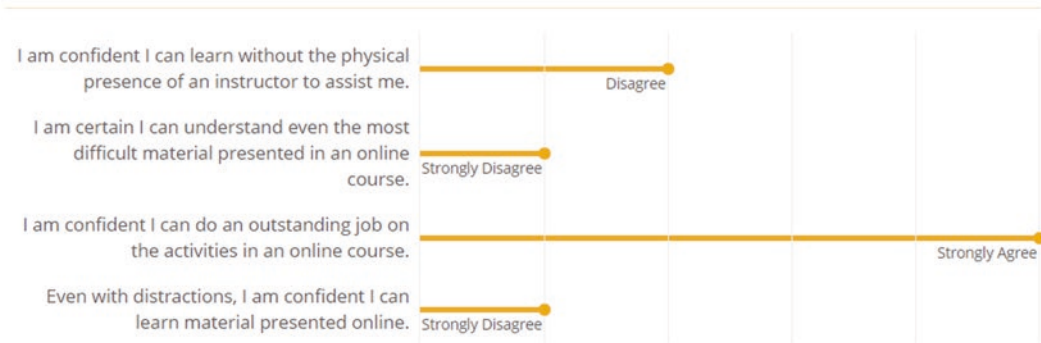 I am confident I can learn without the physical
presence of an instructor to assist me.
Disagree
I am certain I can understand even the most
difficult material presented in an online
course.
Strongly Disagree
I am confident I can do an outstanding job on
the activities in an online course.
Strongly Agree
Even with distractions, I am confident I can
learn material presented online.
Strongly Disagree